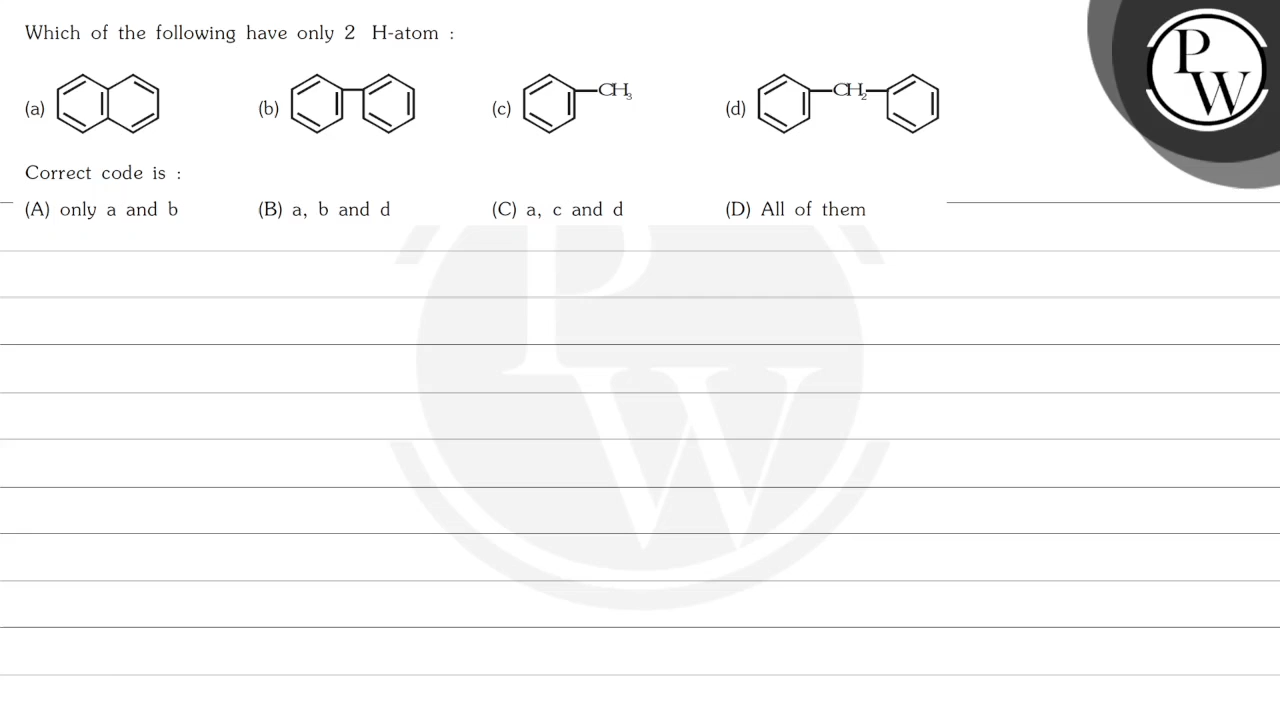 Which of the following have only 2 H-atom :
(a) (b) (c) CH3 (d) CH2
Correct code is :
(A) only a and b (B) a, b and d (C) a, c and d (D) All of them
P
W
P
W